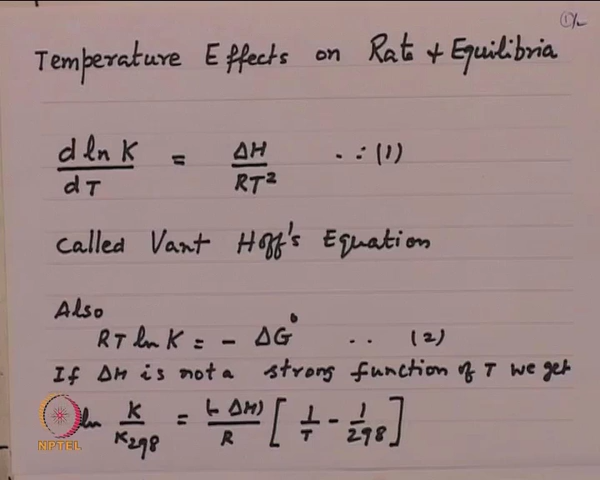 ①/2
Temperature Effects on Rate + Equilibria
d ln K / dT = ΔH / RT² ... (1)
Called Vant Hoff's Equation
Also
RT ln K = - ΔG° .. (2)
If ΔH is not a strong function of T we get
ln K / K298 = (-ΔH) / R [ 1/T - 1/298 ]
NPTEL